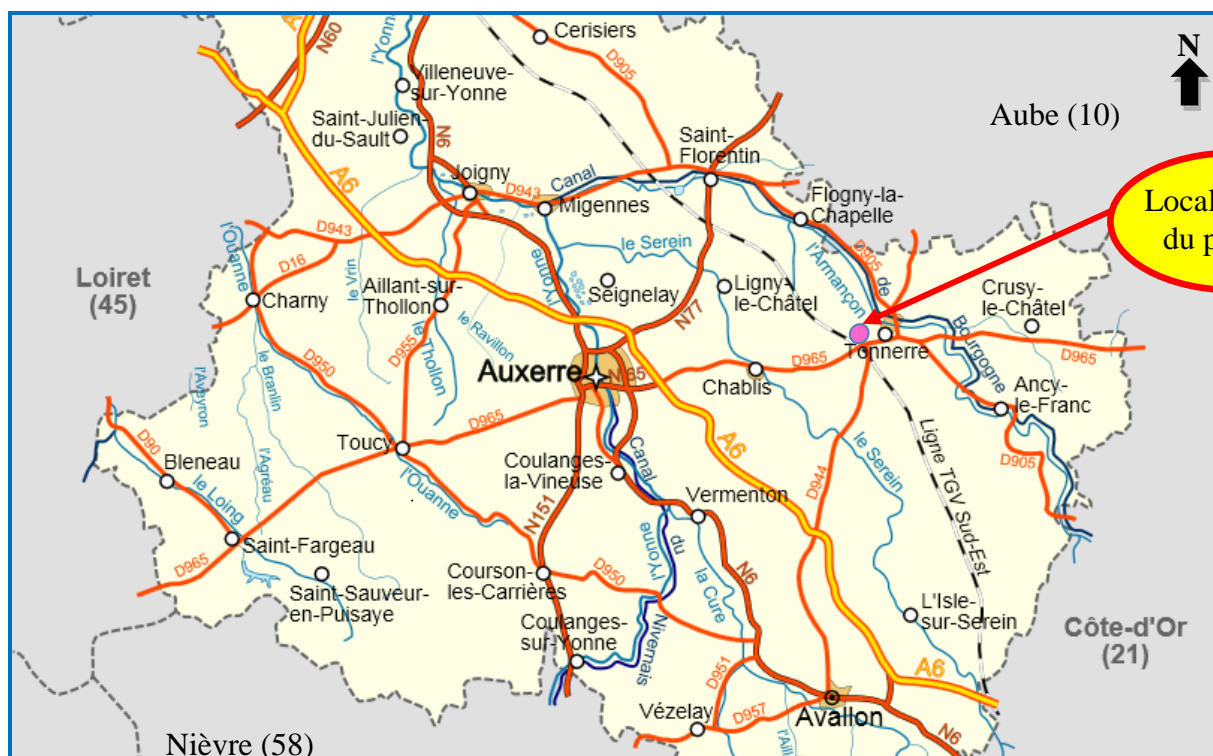 N60
Cerisiers
D905
N
l'Yonne
Villeneuve-
sur-Yonne
Aube (10)
Saint-Julien-
du-Sault
N6
Saint-
Florentin
A6
Joigny
D943
Canal
Migennes
Flogny-la-
Chapelle
Local
du p
l'Ouanne
D943
le Vrin
D16
le Serein
l'Armançon
D905
de
Loiret
(45)
Charny
Aillant-sur-
Thollon
l'Yonne
Seignelay
Ligny-
le-Châtel
Crusy-
le-Châtel
le Ravillon
N77
Bourgogne
D955
le Thollon
Tonnerre
D965
D965
le Branlin
D950
Auxerre
N65
Chablis
l'Aveyron
Ancy-
le-Franc
D965
D90
Toucy
A6
D905
Bleneau
l'Agréau
l'Ouanne
Coulanges-
la-Vineuse
Canal
le Serein
D944
Ligne TGV Sud-Est
le Loing
Vermenton
N151
Saint-Fargeau
l'Yonne
du
D965
Saint-Sauveur-
en-Puisaye
Courson-
les-Carrières
D950
la Cure
N6
L'Isle-
sur-Serein
Coulanges-
sur-Yonne
Nivernais
Côte-d'Or
(21)
D951
A6
Vézelay
D957
Avallon
N6
Nièvre (58)